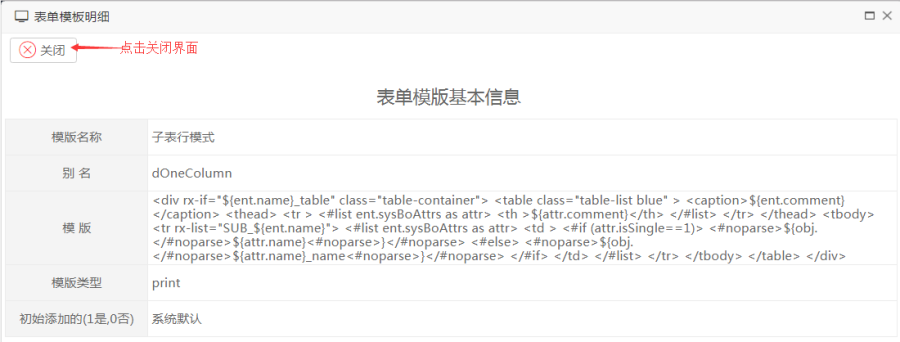 表单模板明细
关闭
点击关闭界面
表单模版基本信息
模版名称
子表行模式
别 名
dOneColumn
模 版
<div rx-if="${ent.name}_table" class="table-container"> <table class="table-list blue" > <caption>${ent.comment}
</caption> <thead> <tr > <#list ent.sysBoAttrs as attr> <th >${attr.comment}</th> </#list> </tr> </thead> <tbody>
<tr rx-list="SUB_${ent.name}"> <#list ent.sysBoAttrs as attr> <td > <#if (attr.isSingle==1)> <#noparse>${obj.
</#noparse>${attr.name}<#noparse>}</#noparse> <#else> <#noparse>${obj.
</#noparse>${attr.name}_name<#noparse>}</#noparse> </#if> </td> </#list> </tr> </tbody> </table> </div>
模版类型
print
初始添加的(1是,0否)
系统默认